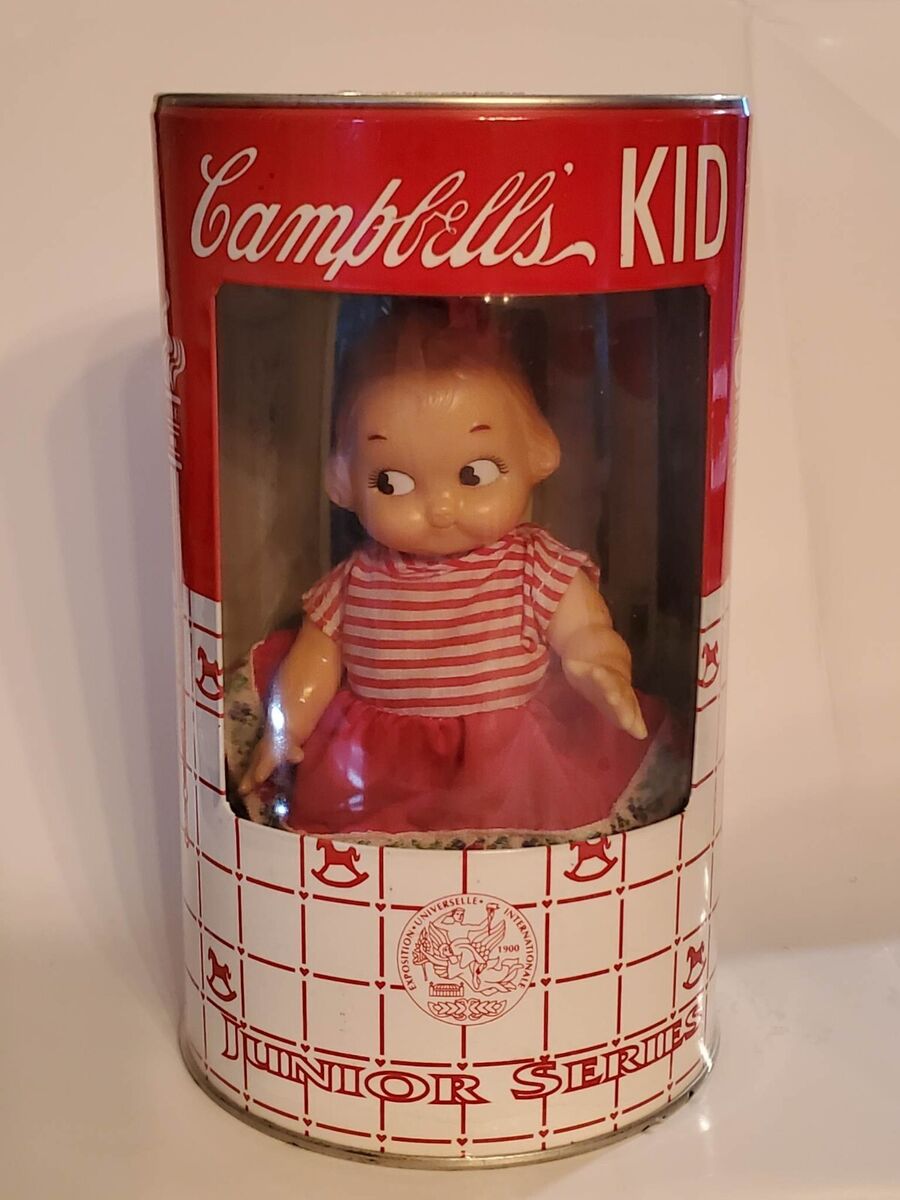 Campbell's KID
EXPOSITION • UNIVERSELLE • INTERNATIONALE
1900
JUNIOR SERIES